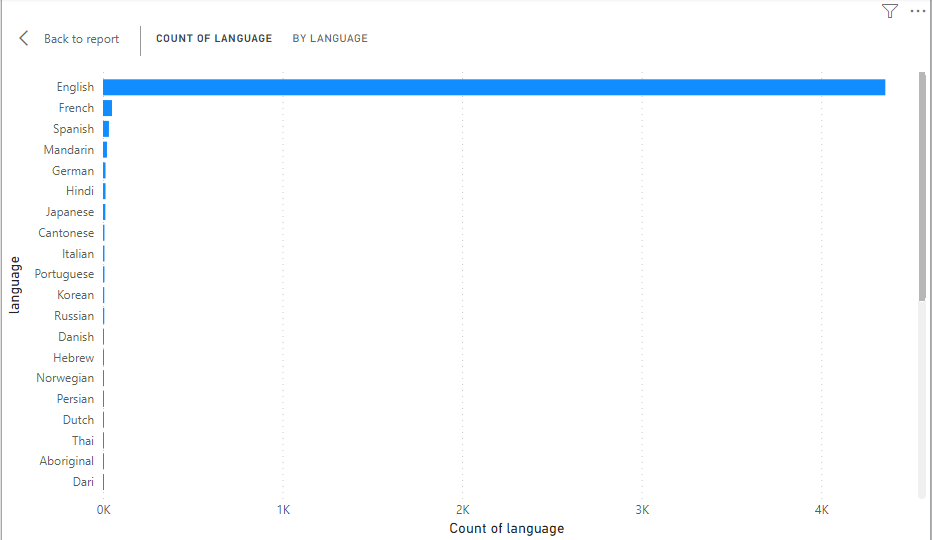 Back to report
COUNT OF LANGUAGE BY LANGUAGE
English
French
Spanish
Mandarin
German
Hindi
Japanese
Cantonese
Italian
Portuguese
Korean
Russian
Danish
Hebrew
Norwegian
Persian
Dutch
Thai
Aboriginal
Dari
language
0K 1K 2K 3K 4K
Count of language